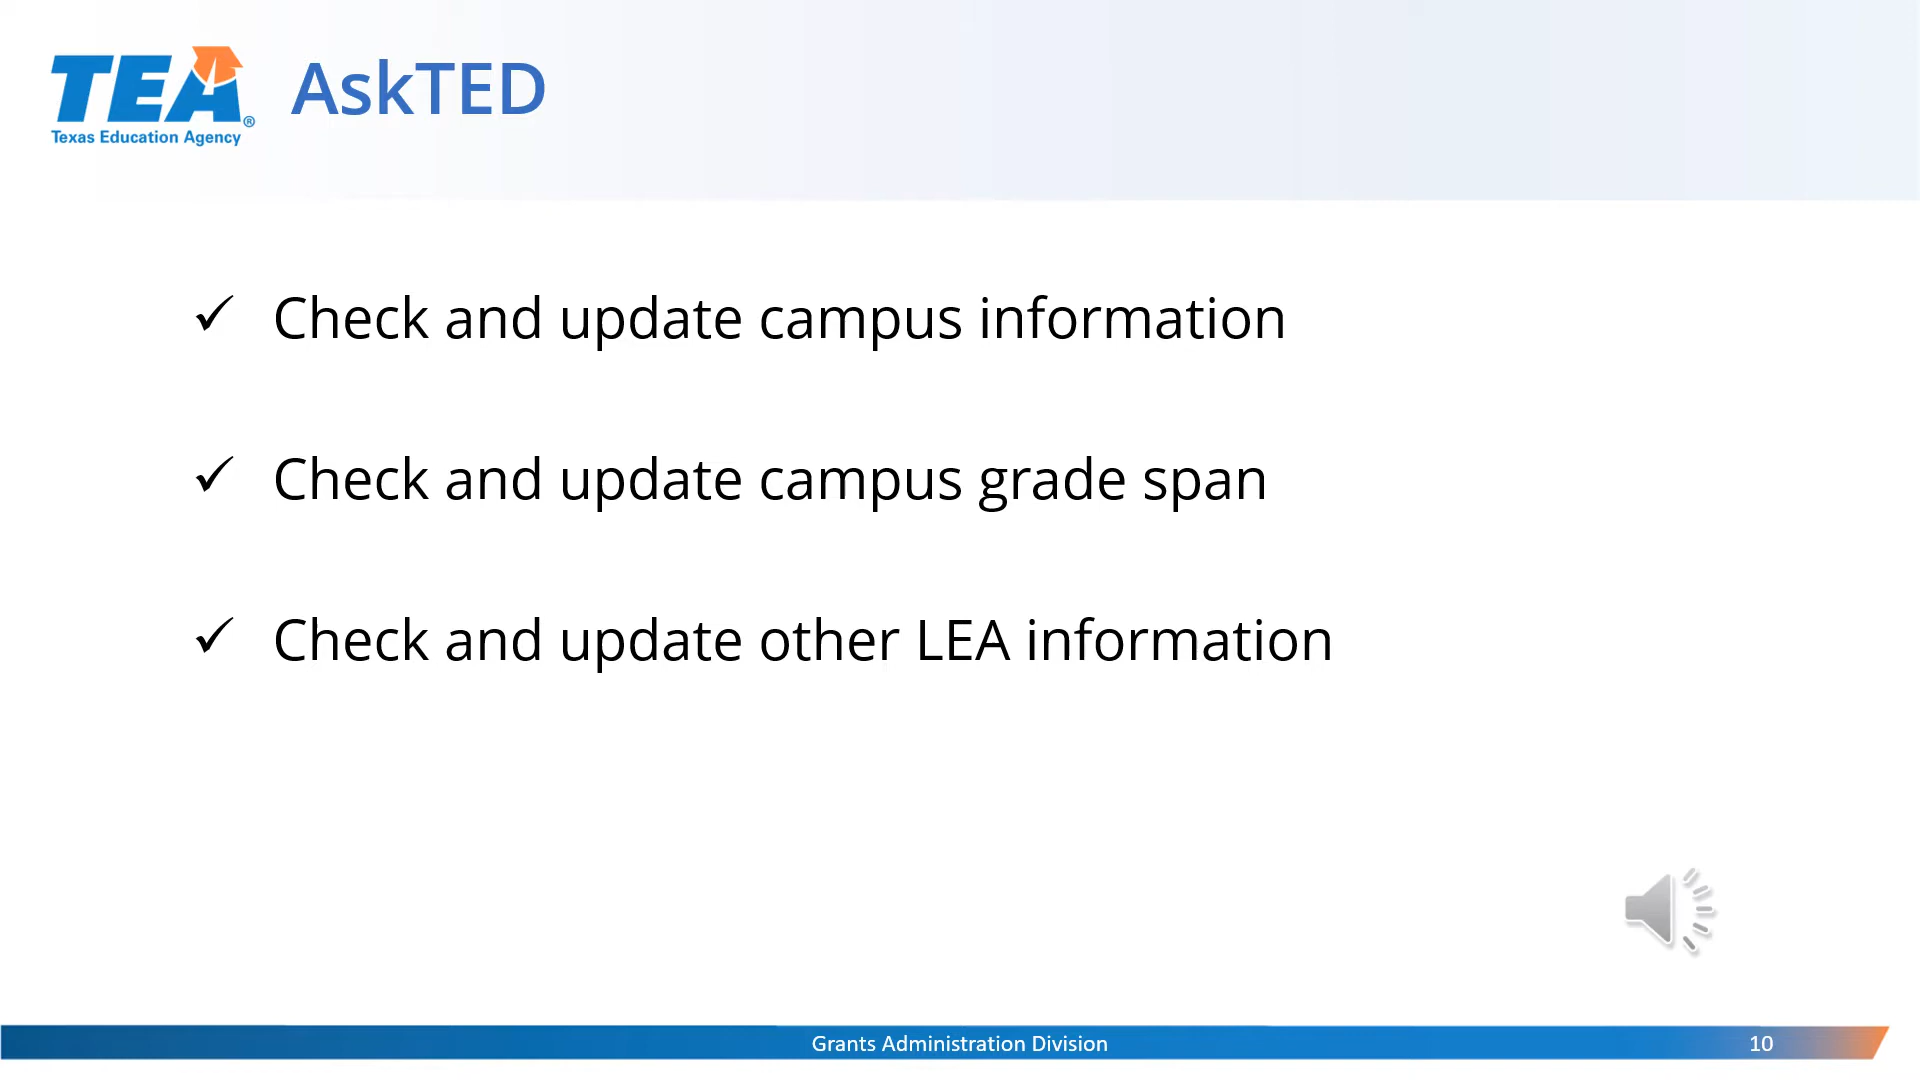 TEA®
Texas Education Agency
AskTED
✓ Check and update campus information
✓ Check and update campus grade span
✓ Check and update other LEA information
Grants Administration Division
10